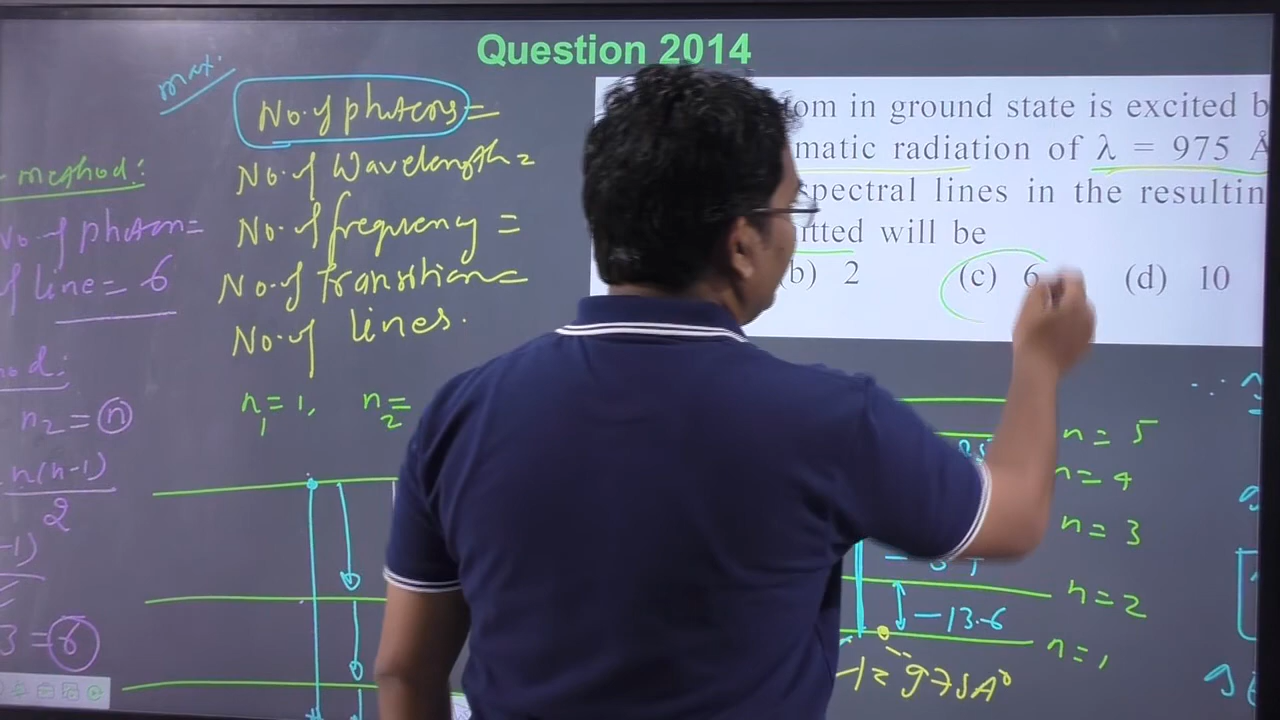 Question 2014
max.
No. of photons =
No. of Wavelength =
No. of frequency =
No. of transition =
No. of lines.
method:
No. of photon =
of line = 6
n2 = n
n(n-1)
2
-1)
3 = 6
n1 = 1, n2 =
tom in ground state is excited b
matic radiation of λ = 975 Å
spectral lines in the resultin
itted will be
b) 2 (c) 6 (d) 10
n = 5
n = 4
n = 3
n = 2
-13.6
n = 1
= 975A°